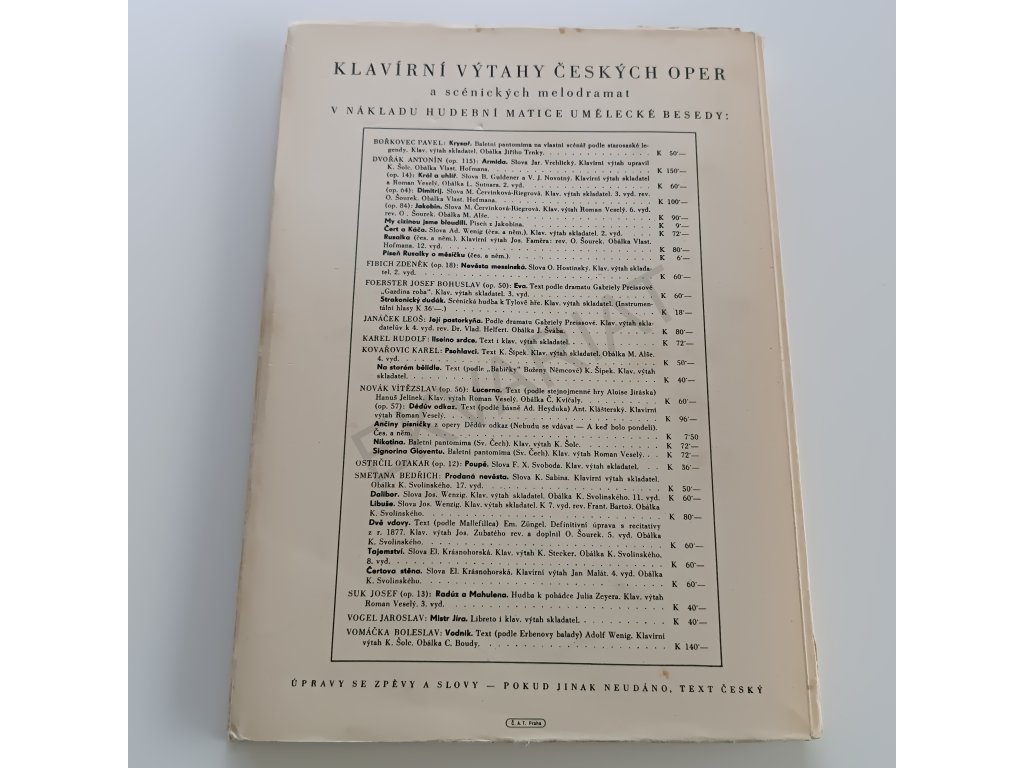 KLAVÍRNÍ VÝTAHY ČESKÝCH OPER
a scénických melodramat
V NÁKLADU HUDEBNÍ MATICE UMĚLECKÉ BESEDY:
BOŘKOVEC PAVEL: Krysař. Baletní pantomima na vlastní scénář podle starosaské le-
gendy. Klav. výtah skladatel. Obálka Jiřího Trnky. K 50'—
DVOŘÁK ANTONÍN (op. 115): Armida. Slova Jar. Vrchlický. Klavírní výtah upravil
K. Šolc. Obálka Vlast. Hofmana. K 150'—
(op. 14): Král a uhlíř. Slova B. Guldener a V. J. Novotný. Klavírní výtah skladatel
a Roman Veselý. Obálka L. Sutnara. 2. vyd. K 60'—
(op. 64): Dimitrij. Slova M. Červinková-Riegrová. Klav. výtah skladatel. 3. vyd. rev.
O. Šourek. Obálka Vlast. Hofmana. K 100'—
(op. 84): Jakobín. Slova M. Červinková-Riegrová. Klav. výtah Roman Veselý. 6. vyd.
rev. O. Šourek. Obálka M. Alše. K 90'—
My cizinou jsme bloudili. Píseň z Jakobína. K 9'—
Čert a Káča. Slova Ad. Wenig (čes. a něm.). Klav. výtah skladatel. 2. vyd. K 72'—
Rusalka (čes. a něm.). Klavírní výtah Jos. Faměra: rev. O. Šourek. Obálka Vlast.
Hofmana. 12. vyd. K 80'—
Píseň Rusalky o měsíčku (čes. a něm.). K 6'—
FIBICH ZDENĚK (op. 18): Nevěsta messinská. Slova O. Hostinský. Klav. výtah sklada-
tel. 2. vyd. K 60'—
FOERSTER JOSEF BOHUSLAV (op. 50): Eva. Text podle dramatu Gabriely Preissové
„Gazdina roba“. Klav. výtah skladatel. 3. vyd. K 60'—
Strakonický dudák. Scénická hudba k Tylově hře. Klav. výtah skladatel. (Instrumen-
tální hlasy K 36'—.) K 18'—
JANÁČEK LEOŠ: Její pastorkyňa. Podle dramatu Gabriely Preissové. Klav. výtah skla-
datelův k 4. vyd. rev. Dr. Vlad. Helfert. Obálka J. Švába. K 80'—
KAREL RUDOLF: Ilseino srdce. Text i klav. výtah skladatel. K 72'—
KOVAŘOVIC KAREL: Psohlavci. Text K. Šípek. Klav. výtah skladatel. Obálka M. Alše.
4. vyd. K 50'—
Na starém bělidle. Text (podle „Babičky“ Boženy Němcové) K. Šípek. Klav. výtah
skladatel. K 40'—
NOVÁK VÍTĚZSLAV (op. 56): Lucerna. Text (podle stejnojmenné hry Aloise Jiráska)
Hanuš Jelínek. Klav. výtah Roman Veselý. Obálka Č. Kvíčaly. K 60'—
(op. 57): Dědův odkaz. Text (podle básně Ad. Heyduka) Ant. Klášterský. Klavírní
výtah Roman Veselý. K 96'—
Ančiny písničky z opery Dědův odkaz (Nebudu se vdávat — A keď bolo pondelí).
Čes. a něm. K 7'50
Nikotina. Baletní pantomima (Sv. Čech). Klav. výtah K. Šolc. K 72'—
Signorina Gioventu. Baletní pantomima (Sv. Čech). Klav. výtah Roman Veselý. K 72'—
OSTRČIL OTAKAR (op. 12): Poupě. Slova F. X. Svoboda. Klav. výtah skladatel. K 36'—
SMETANA BEDŘICH: Prodaná nevěsta. Slova K. Sabina. Klavírní výtah skladatel.
Obálka K. Svolinského. 17. vyd. K 50'—
Dalibor. Slova Jos. Wenzig. Klav. výtah skladatel. Obálka K. Svolinského. 11. vyd. K 60'—
Libuše. Slova Jos. Wenzig. Klav. výtah skladatel. K 7. vyd. rev. Frant. Bartoš. Obálka
K. Svolinského. K 80'—
Dvě vdovy. Text (podle Mallefillea) Em. Züngel. Definitivní úprava s recitativy
z r. 1877. Klav. výtah Jos. Zubatého rev. a doplnil O. Šourek. 5. vyd. Obálka
K. Svolinského. K 60'—
Tajemství. Slova El. Krásnohorská. Klav. výtah K. Stecker. Obálka K. Svolinského.
8. vyd. K 60'—
Čertova stěna. Slova El. Krásnohorská. Klavírní výtah Jan Malát. 4. vyd. Obálka
K. Svolinského. K 60'—
SUK JOSEF (op. 13): Radúz a Mahulena. Hudba k pohádce Julia Zeyera. Klav. výtah
Roman Veselý. 3. vyd. K 40'—
VOGEL JAROSLAV: Mistr Jíra. Libreto i klav. výtah skladatel. K 40'—
VOMÁČKA BOLESLAV: Vodník. Text (podle Erbenovy balady) Adolf Wenig. Klavírní
výtah K. Šolc. Obálka C. Boudy. K 140'—
ÚPRAVY SE ZPĚVY A SLOVY — POKUD JINAK NEUDÁNO, TEXT ČESKÝ
Č. A. T. Praha